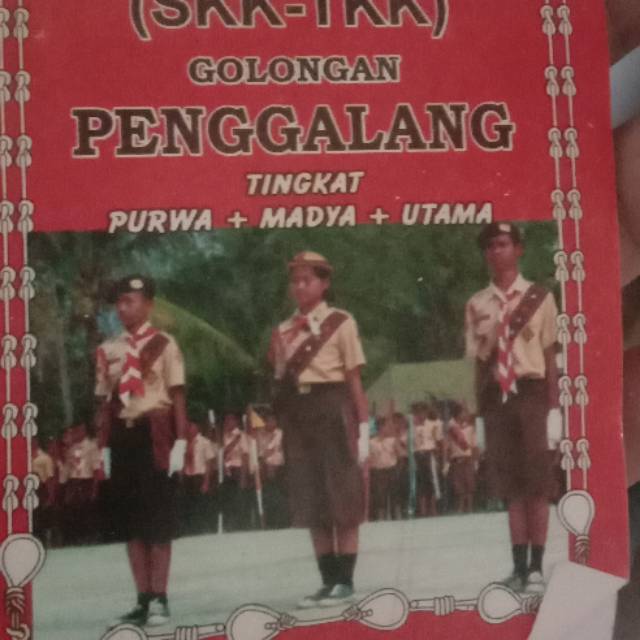 (SKK-TKK)
GOLONGAN
PENGGALANG
TINGKAT
PURWA + MADYA + UTAMA